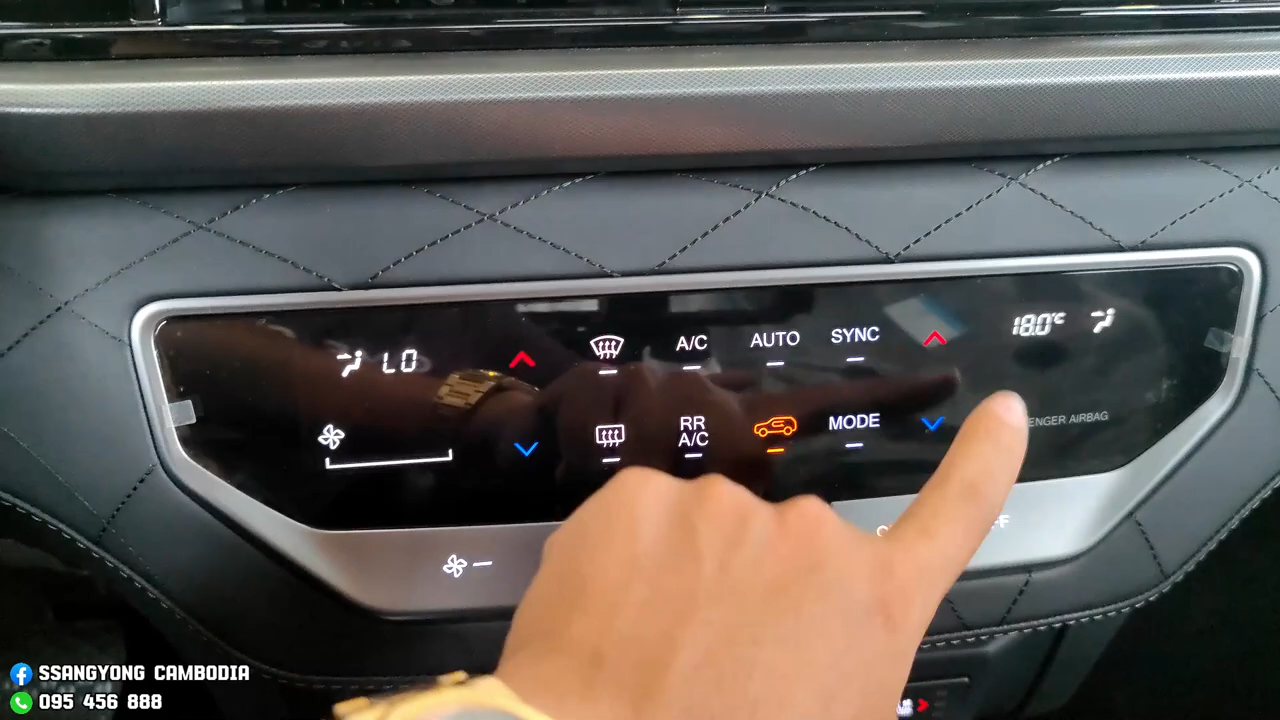 LO
A/C
AUTO
SYNC
18.0°C
RR
A/C
MODE
ENGER AIRBAG
SSANGYONG CAMBODIA
095 456 888